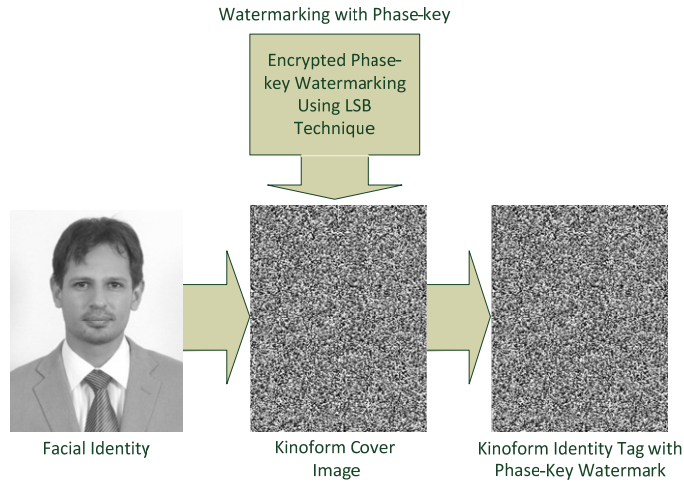 Watermarking with Phase-key
Encrypted Phase-
key Watermarking
Using LSB
Technique
Facial Identity
Kinoform Cover
Image
Kinoform Identity Tag with
Phase-Key Watermark